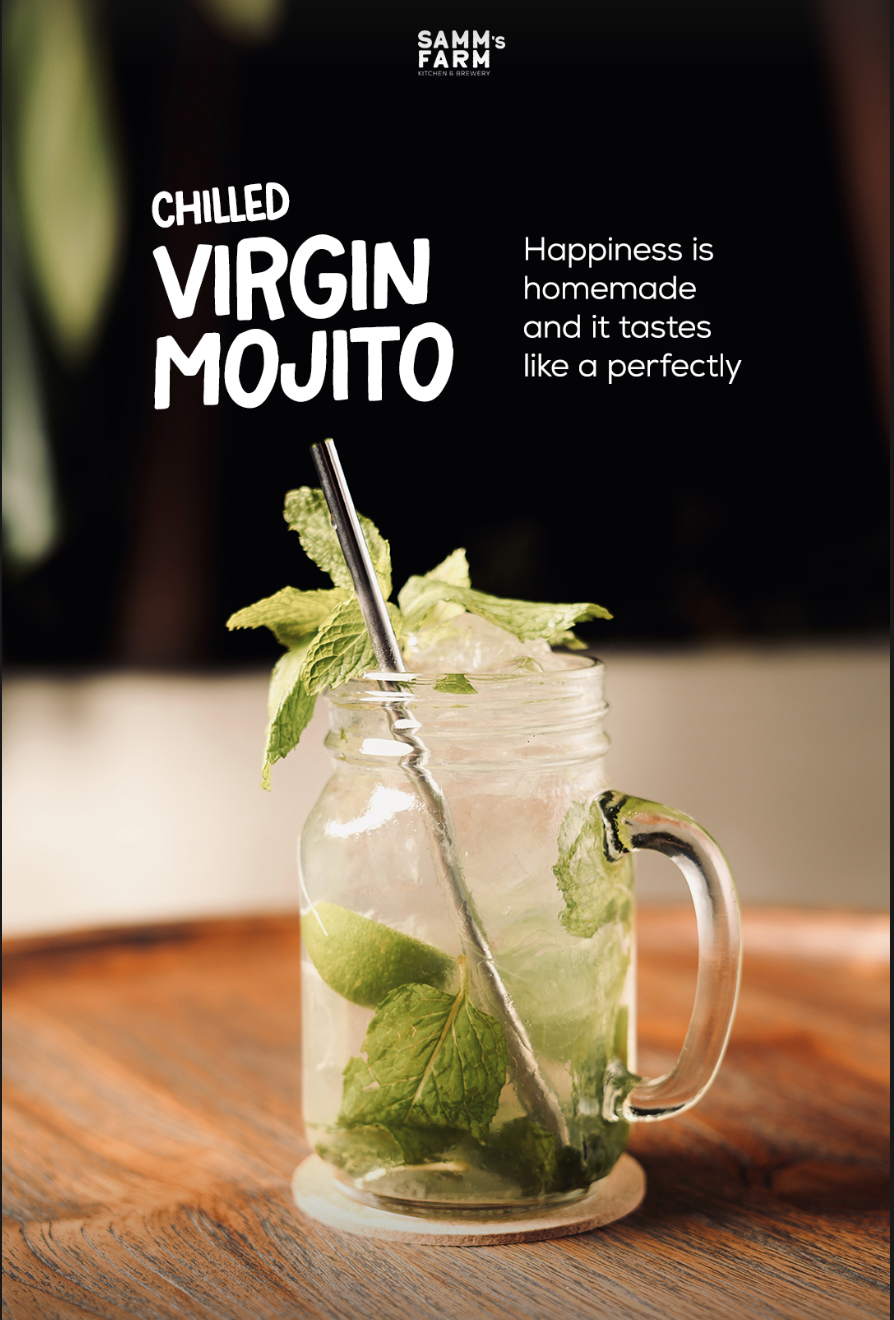 SAMM's
FARM
KITCHEN & BREWERY
CHILLED
VIRGIN
MOJITO
Happiness is
homemade
and it tastes
like a perfectly